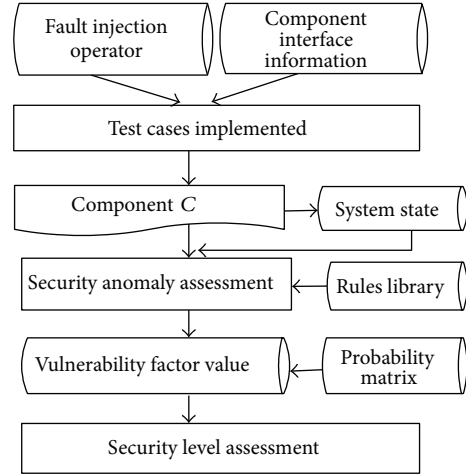 Fault injection
operator
Component
interface
information
Test cases implemented
Component C
System state
Security anomaly assessment
Rules library
Vulnerability factor value
Probability
matrix
Security level assessment